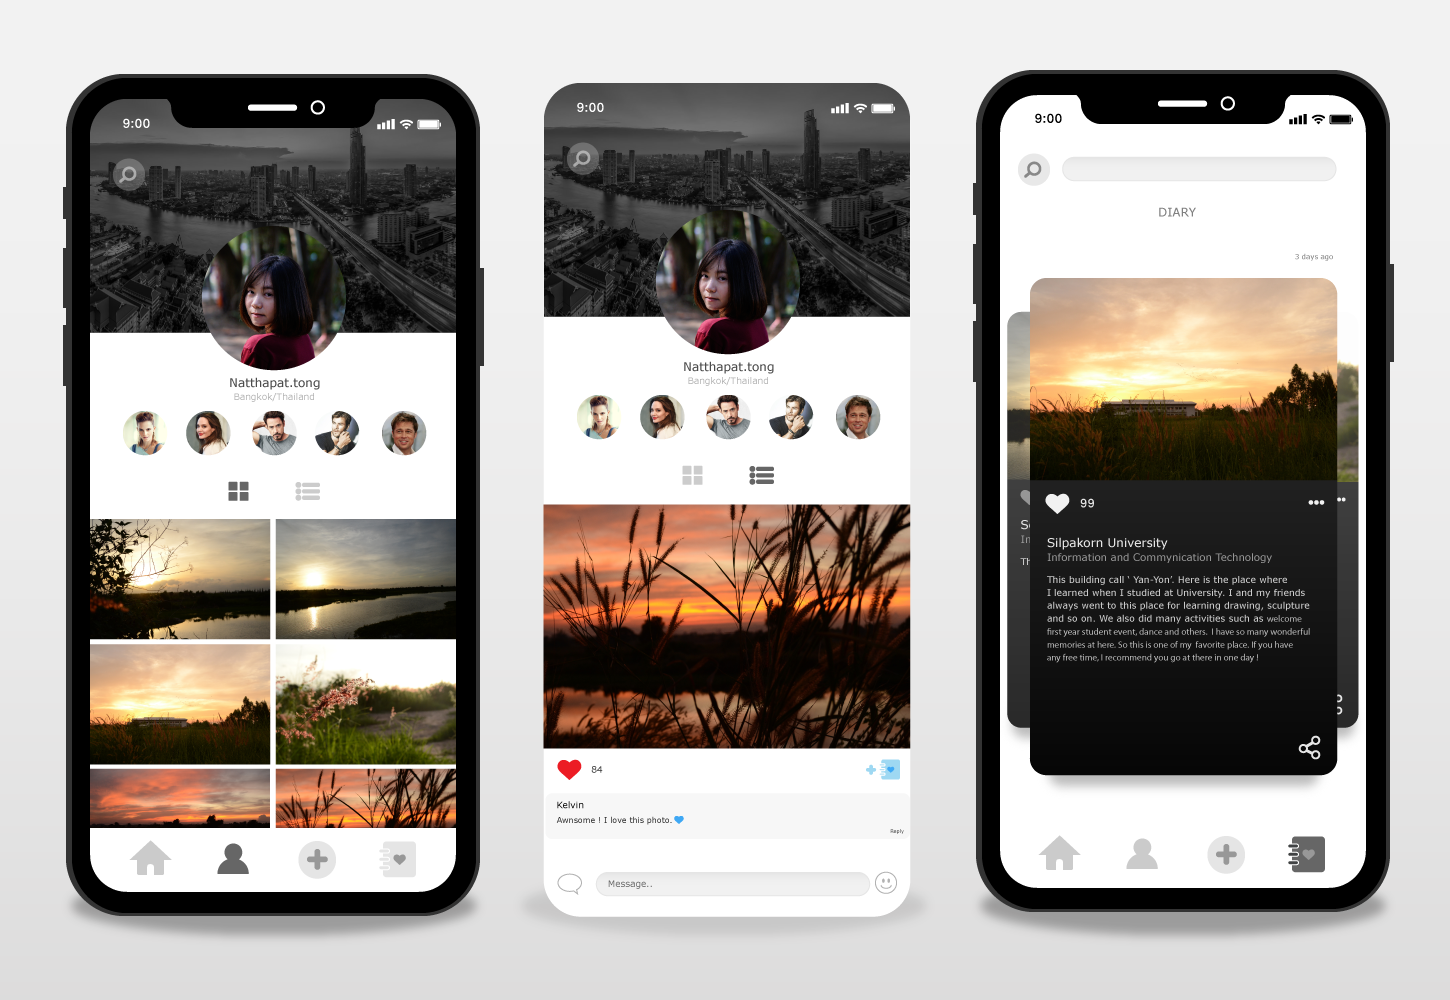 9:00
Natthapat.tong
Bangkok/Thailand
9:00
Natthapat.tong
Bangkok/Thailand
84
Kelvin
Awnsome ! I love this photo.
Reply
Message..
9:00
DIARY
3 days ago
99
Silpakorn University
Information and Commynication Technology
This building call ‘ Yan-Yon’. Here is the place where
I learned when I studied at University. I and my friends
always went to this place for learning drawing, sculpture
and so on. We also did many activities such as welcome
first year student event, dance and others. I have so many wonderful
memories at here. So this is one of my favorite place. If you have
any free time, I recommend you go at there in one day !